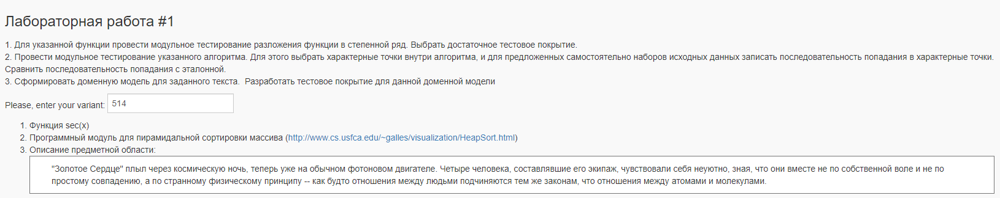 Лабораторная работа #1
1. Для указанной функции провести модульное тестирование разложения функции в степенной ряд. Выбрать достаточное тестовое покрытие.
2. Провести модульное тестирование указанного алгоритма. Для этого выбрать характерные точки внутри алгоритма, и для предложенных самостоятельно наборов исходных данных записать последовательность попадания в характерные точки.
Сравнить последовательность попадания с эталонной.
3. Сформировать доменную модель для заданного текста. Разработать тестовое покрытие для данной доменной модели
Please, enter your variant: 514
1. Функция sec(x)
2. Программный модуль для пирамидальной сортировки массива (http://www.cs.usfca.edu/~galles/visualization/HeapSort.html)
3. Описание предметной области:
"Золотое Сердце" плыл через космическую ночь, теперь уже на обычном фотоновом двигателе. Четыре человека, составлявшие его экипаж, чувствовали себя неуютно, зная, что они вместе не по собственной воле и не по
простому совпадению, а по странному физическому принципу -- как будто отношения между людьми подчиняются тем же законам, что отношения между атомами и молекулами.